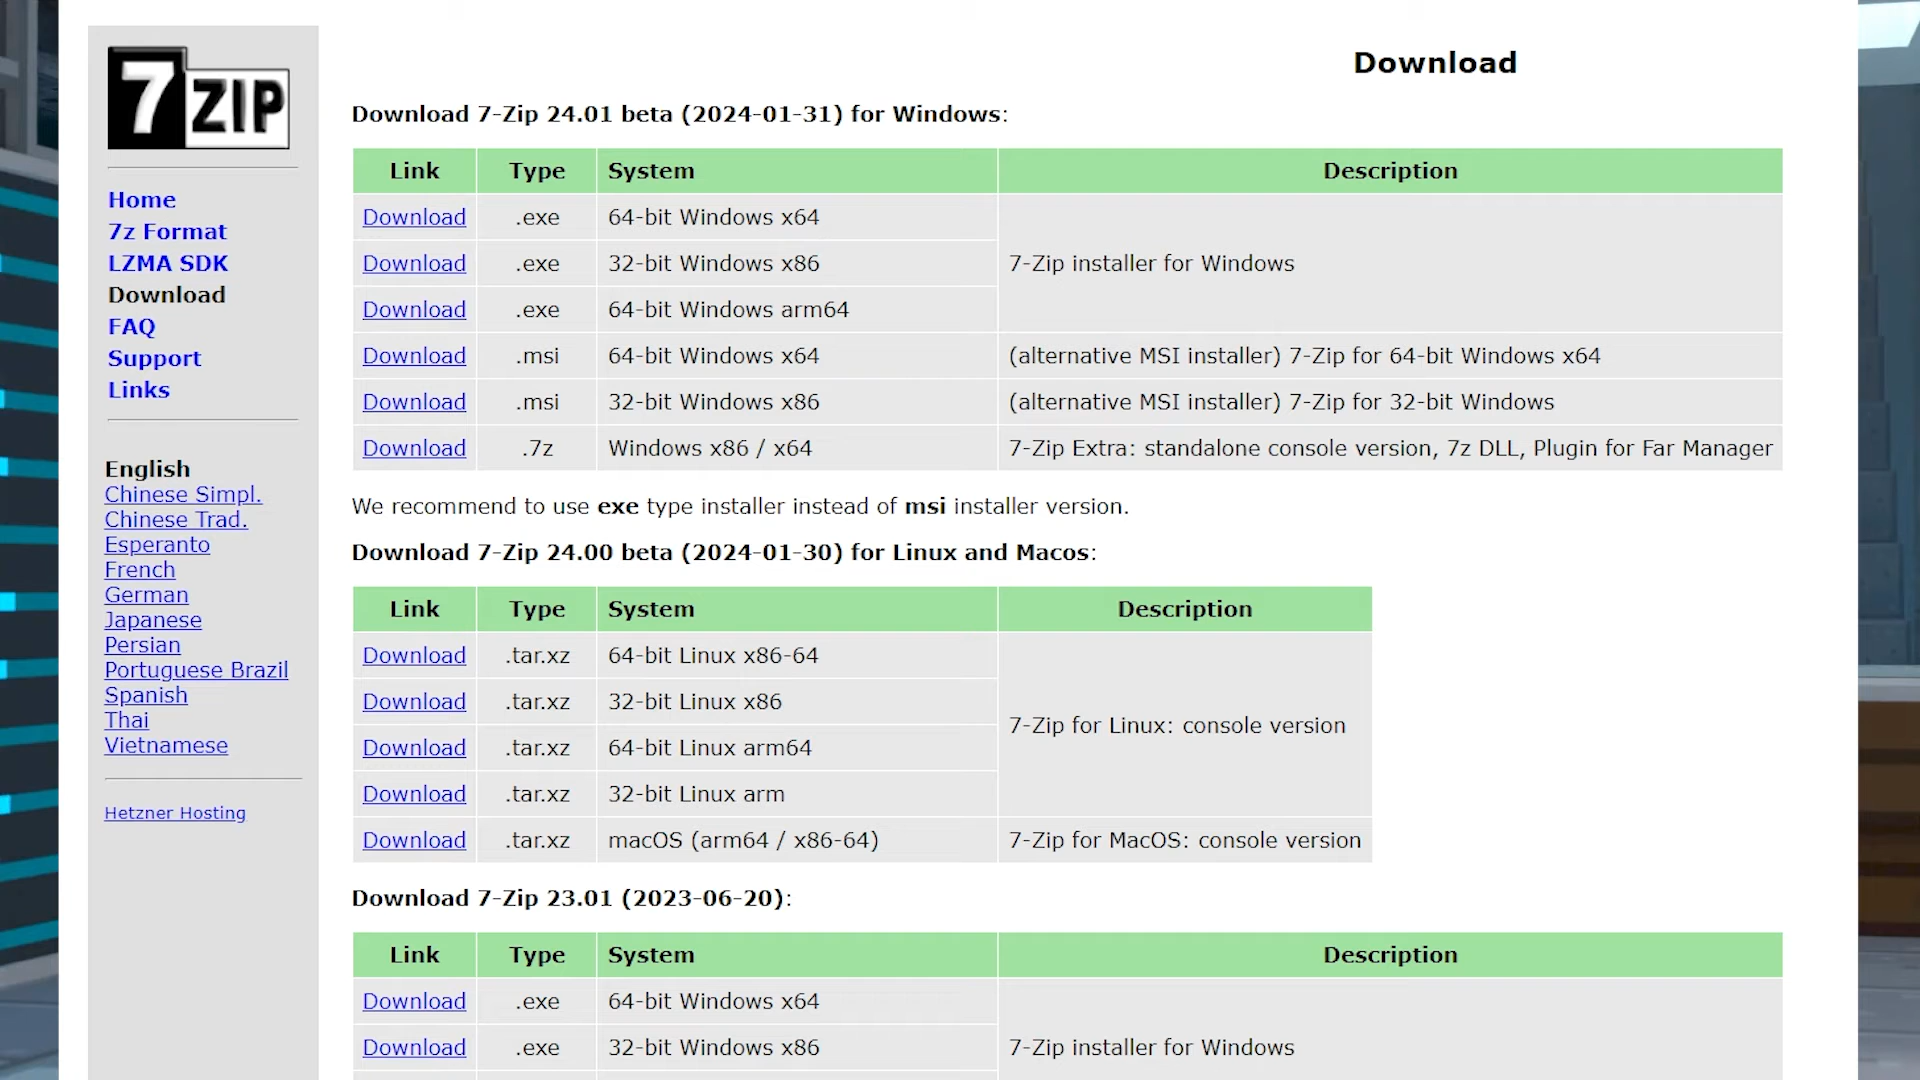 7ZIP
Home
7z Format
LZMA SDK
Download
FAQ
Support
Links
English
Chinese Simpl.
Chinese Trad.
Esperanto
French
German
Japanese
Persian
Portuguese Brazil
Spanish
Thai
Vietnamese
Hetzner Hosting
Download
Download 7-Zip 24.01 beta (2024-01-31) for Windows:
Link Type System Description
Download .exe 64-bit Windows x64
Download .exe 32-bit Windows x86 7-Zip installer for Windows
Download .exe 64-bit Windows arm64
Download .msi 64-bit Windows x64 (alternative MSI installer) 7-Zip for 64-bit Windows x64
Download .msi 32-bit Windows x86 (alternative MSI installer) 7-Zip for 32-bit Windows
Download .7z Windows x86 / x64 7-Zip Extra: standalone console version, 7z DLL, Plugin for Far Manager
We recommend to use exe type installer instead of msi installer version.
Download 7-Zip 24.00 beta (2024-01-30) for Linux and Macos:
Link Type System Description
Download .tar.xz 64-bit Linux x86-64
Download .tar.xz 32-bit Linux x86
7-Zip for Linux: console version
Download .tar.xz 64-bit Linux arm64
Download .tar.xz 32-bit Linux arm
Download .tar.xz macOS (arm64 / x86-64) 7-Zip for MacOS: console version
Download 7-Zip 23.01 (2023-06-20):
Link Type System Description
Download .exe 64-bit Windows x64
Download .exe 32-bit Windows x86 7-Zip installer for Windows